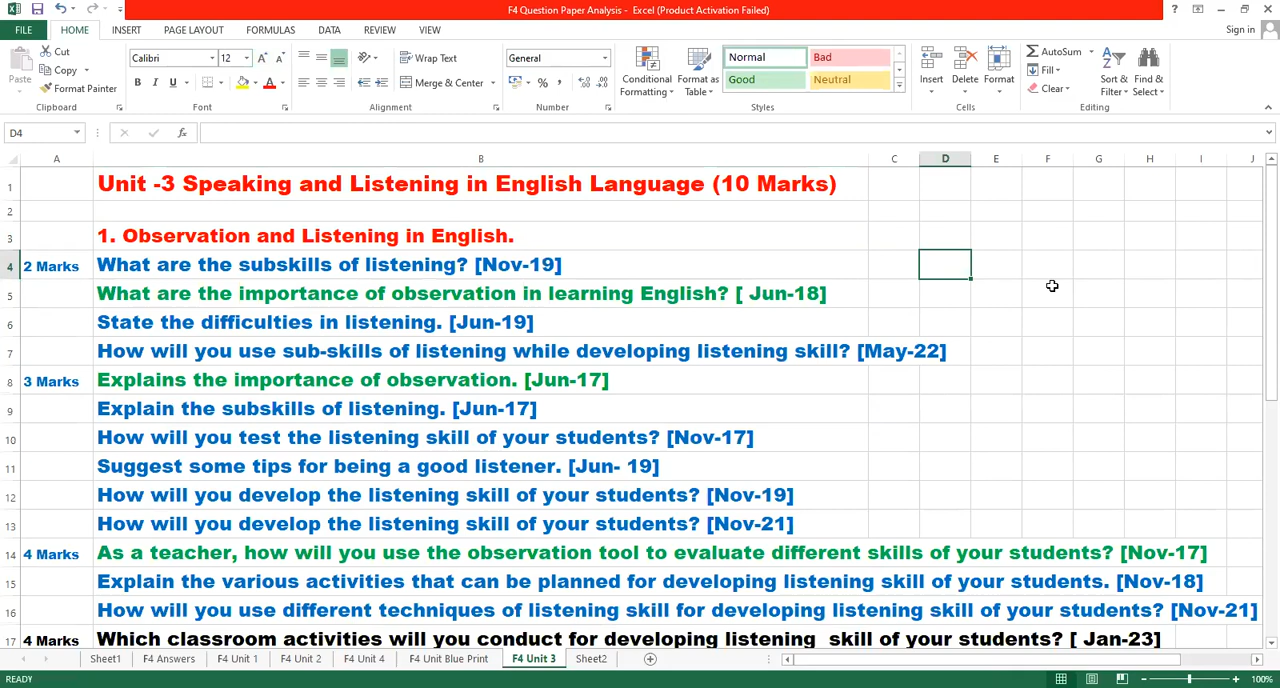 F4 Question Paper Analysis - Excel (Product Activation Failed)
FILE HOME INSERT PAGE LAYOUT FORMULAS DATA REVIEW VIEW Sign in
Paste Cut Copy Format Painter
Calibri 12
B I U
Wrap Text
Merge & Center
General
Conditional Formatting Format as Table
Normal Bad
Good Neutral
Insert Delete Format
AutoSum
Fill
Clear
Sort & Filter Find & Select
Clipboard Font Alignment Number Styles Cells Editing
D4 fx
A B C D E F G H I J
1 Unit -3 Speaking and Listening in English Language (10 Marks)
2
3 1. Observation and Listening in English.
4 2 Marks What are the subskills of listening? [Nov-19]
5 What are the importance of observation in learning English? [ Jun-18]
6 State the difficulties in listening. [Jun-19]
7 How will you use sub-skills of listening while developing listening skill? [May-22]
8 3 Marks Explains the importance of observation. [Jun-17]
9 Explain the subskills of listening. [Jun-17]
10 How will you test the listening skill of your students? [Nov-17]
11 Suggest some tips for being a good listener. [Jun- 19]
12 How will you develop the listening skill of your students? [Nov-19]
13 How will you develop the listening skill of your students? [Nov-21]
14 4 Marks As a teacher, how will you use the observation tool to evaluate different skills of your students? [Nov-17]
15 Explain the various activities that can be planned for developing listening skill of your students. [Nov-18]
16 How will you use different techniques of listening skill for developing listening skill of your students? [Nov-21]
17 4 Marks Which classroom activities will you conduct for developing listening skill of your students? [ Jan-23]
Sheet1 F4 Answers F4 Unit 1 F4 Unit 2 F4 Unit 4 F4 Unit Blue Print F4 Unit 3 Sheet2
READY 100%